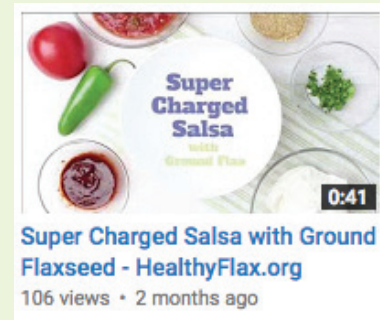 Super
Charged
Salsa
with
Ground Flax
0:41
Super Charged Salsa with Ground
Flaxseed - HealthyFlax.org
106 views • 2 months ago